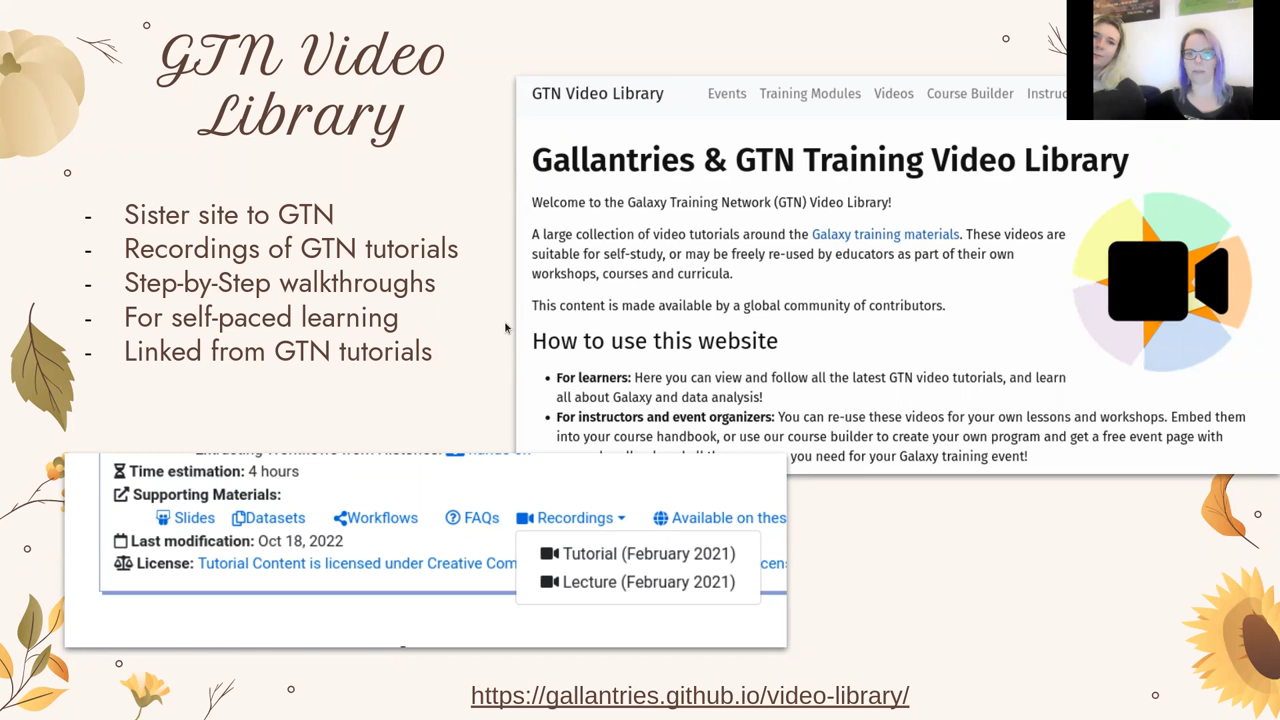 GTN Video
Library
- Sister site to GTN
- Recordings of GTN tutorials
- Step-by-Step walkthroughs
- For self-paced learning
- Linked from GTN tutorials
GTN Video Library Events Training Modules Videos Course Builder Instruc
Gallantries & GTN Training Video Library
Welcome to the Galaxy Training Network (GTN) Video Library!
A large collection of video tutorials around the Galaxy training materials. These videos are
suitable for self-study, or may be freely re-used by educators as part of their own
workshops, courses and curricula.
This content is made available by a global community of contributors.
How to use this website
• For learners: Here you can view and follow all the latest GTN video tutorials, and learn
all about Galaxy and data analysis!
• For instructors and event organizers: You can re-use these videos for your own lessons and workshops. Embed them
into your course handbook, or use our course builder to create your own program and get a free event page with
you need for your Galaxy training event!
Time estimation: 4 hours
Supporting Materials:
Slides Datasets Workflows FAQs Recordings Available on thes
Last modification: Oct 18, 2022
License: Tutorial Content is licensed under Creative Com
Tutorial (February 2021)
Lecture (February 2021)
https://gallantries.github.io/video-library/